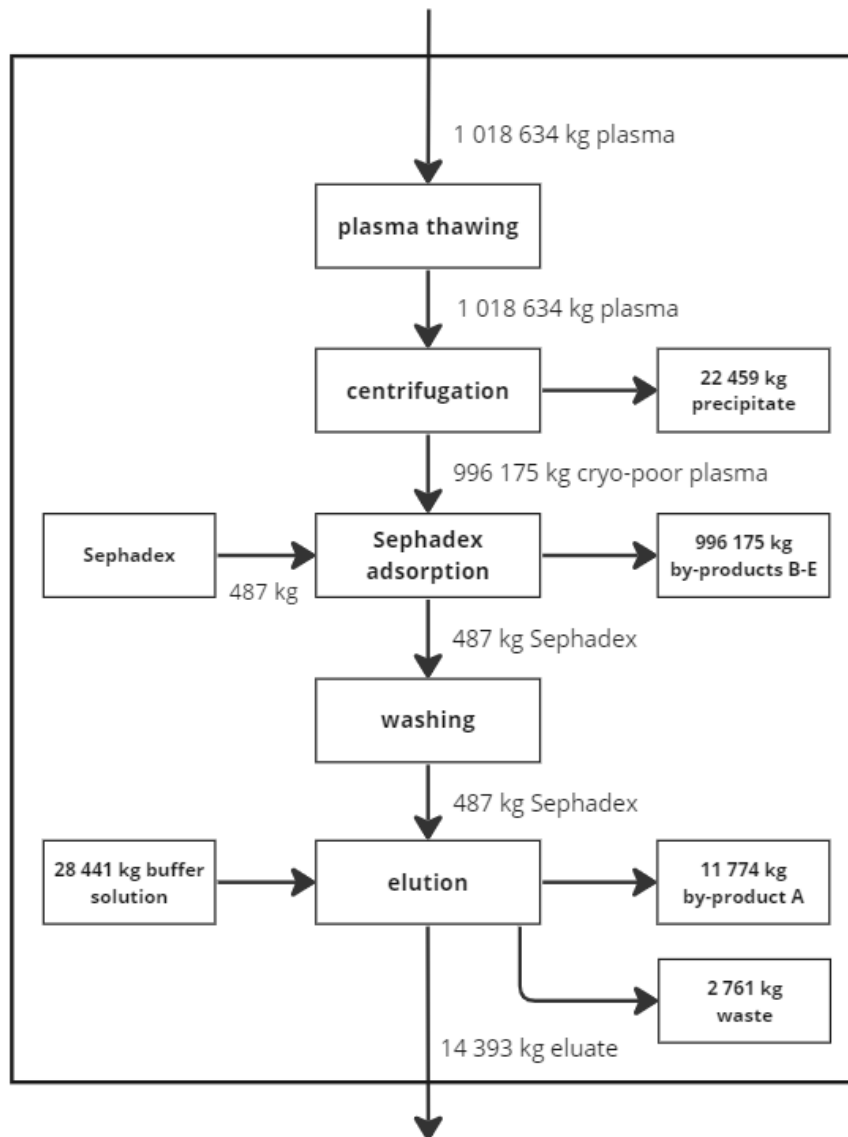 1 018 634 kg plasma
plasma thawing
1 018 634 kg plasma
centrifugation
22 459 kg
precipitate
996 175 kg cryo-poor plasma
Sephadex
487 kg
Sephadex
adsorption
996 175 kg
by-products B-E
487 kg Sephadex
washing
487 kg Sephadex
28 441 kg buffer
solution
elution
11 774 kg
by-product A
2 761 kg
waste
14 393 kg eluate